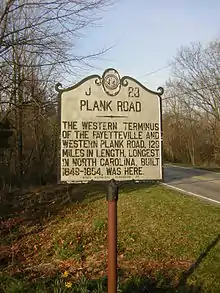 J 23
PLANK ROAD
THE WESTERN TERMINUS
OF THE FAYETTEVILLE AND
WESTERN PLANK ROAD, 129
MILES IN LENGTH, LONGEST
IN NORTH CAROLINA, BUILT
1849-1854, WAS HERE.